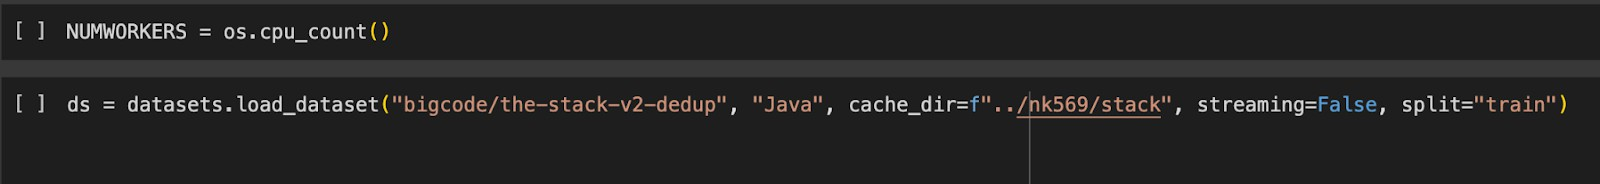 [ ] NUMWORKERS = os.cpu_count()
[ ] ds = datasets.load_dataset("bigcode/the-stack-v2-dedup", "Java", cache_dir=f"../nk569/stack", streaming=False, split="train")